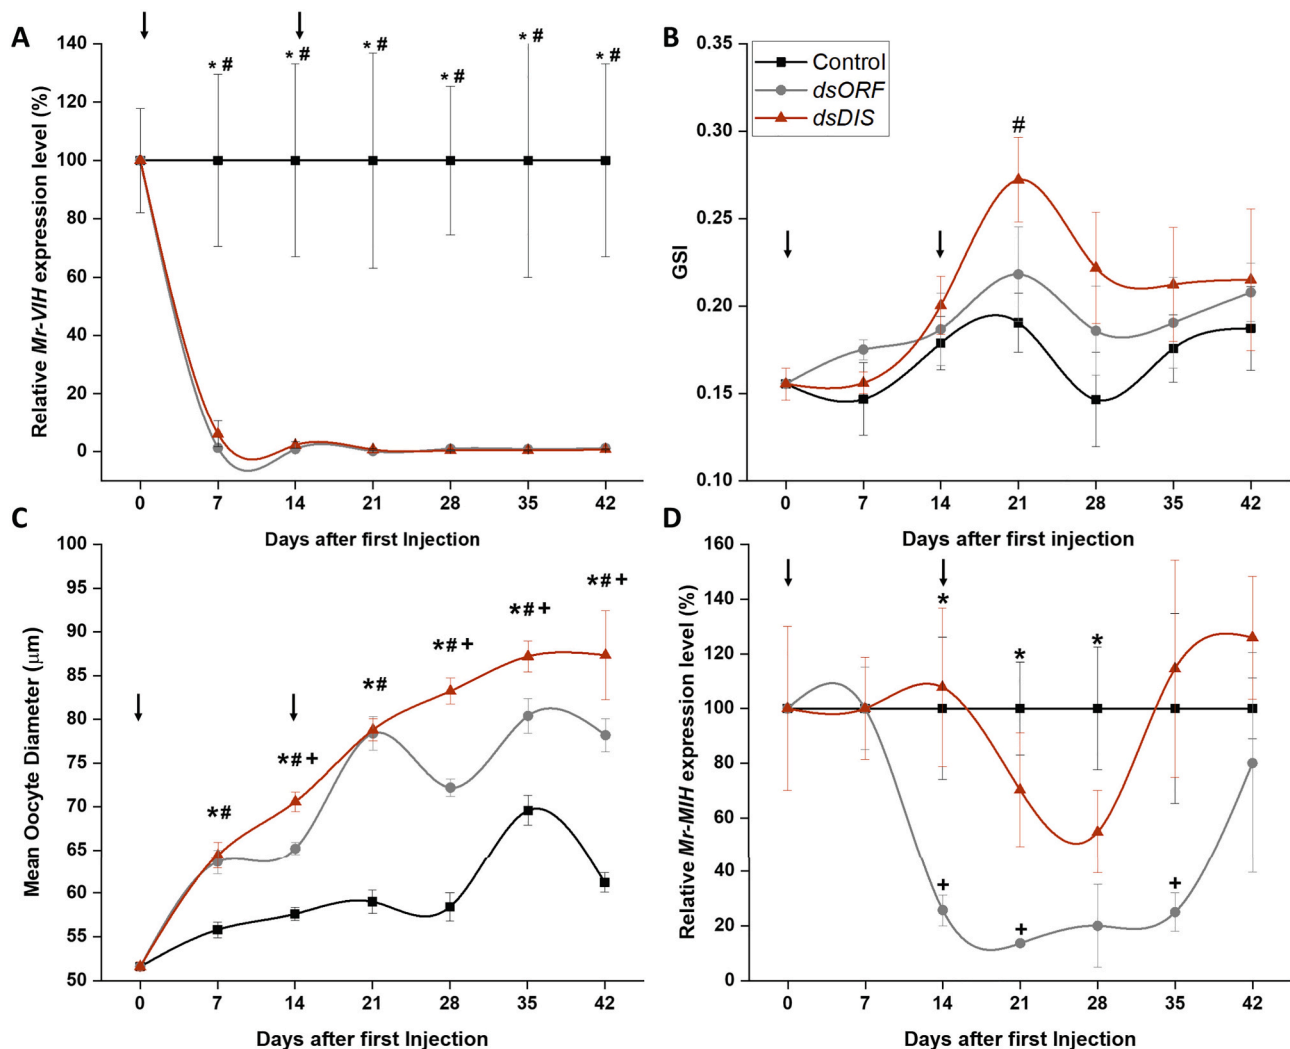 A
Relative Mr-VIH expression level (%)
140
120
100
80
60
40
20
0
* #
* #
* #
* #
* #
* #
0 7 14 21 28 35 42
Days after first Injection
B
GSI
0.35
0.30
0.25
0.20
0.15
0.10
Control
dsORF
dsDIS
#
0 7 14 21 28 35 42
Days after first injection
C
Mean Oocyte Diameter (μm)
100
95
90
85
80
75
70
65
60
55
50
*#
*#+
*#
*#+
*#+
*#+
0 7 14 21 28 35 42
Days after first Injection
D
Relative Mr-MIH expression level (%)
160
140
120
100
80
60
40
20
0
*
*
*
+
+
+
0 7 14 21 28 35 42
Days after first Injection